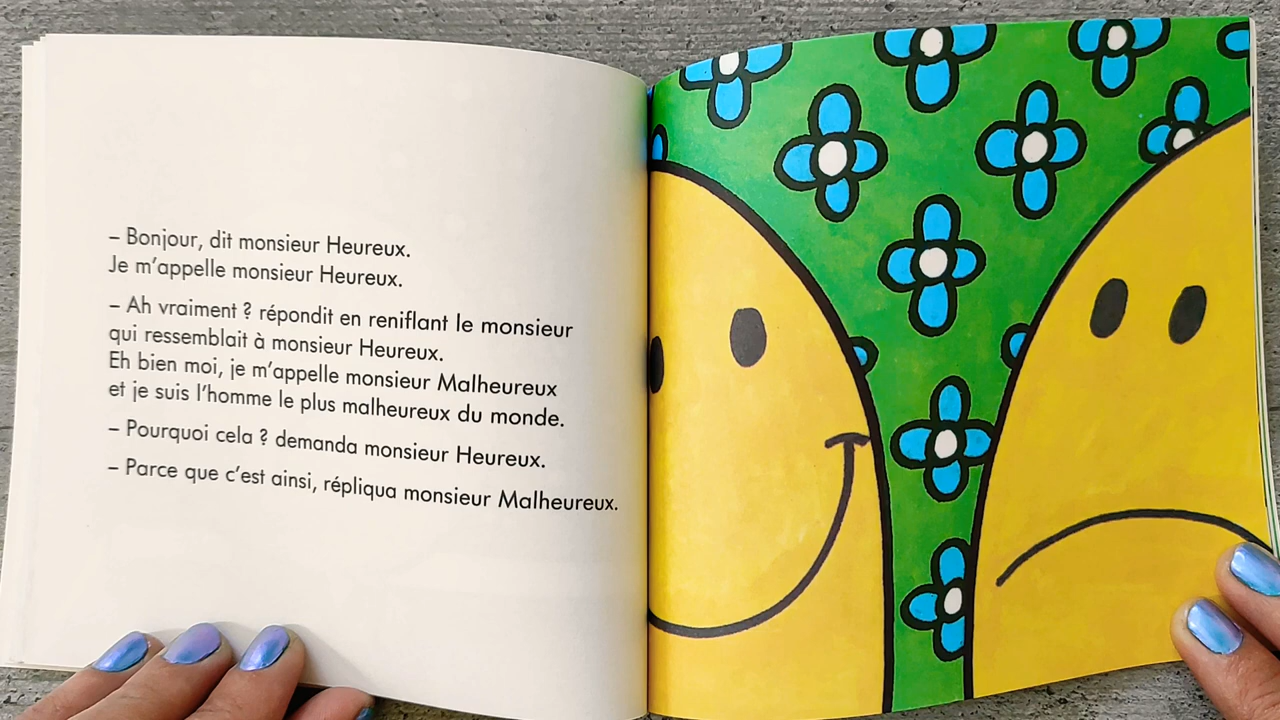 – Bonjour, dit monsieur Heureux.
Je m'appelle monsieur Heureux.
– Ah vraiment ? répondit en reniflant le monsieur
qui ressemblait à monsieur Heureux.
Eh bien moi, je m'appelle monsieur Malheureux
et je suis l'homme le plus malheureux du monde.
– Pourquoi cela ? demanda monsieur Heureux.
– Parce que c'est ainsi, répliqua monsieur Malheureux.